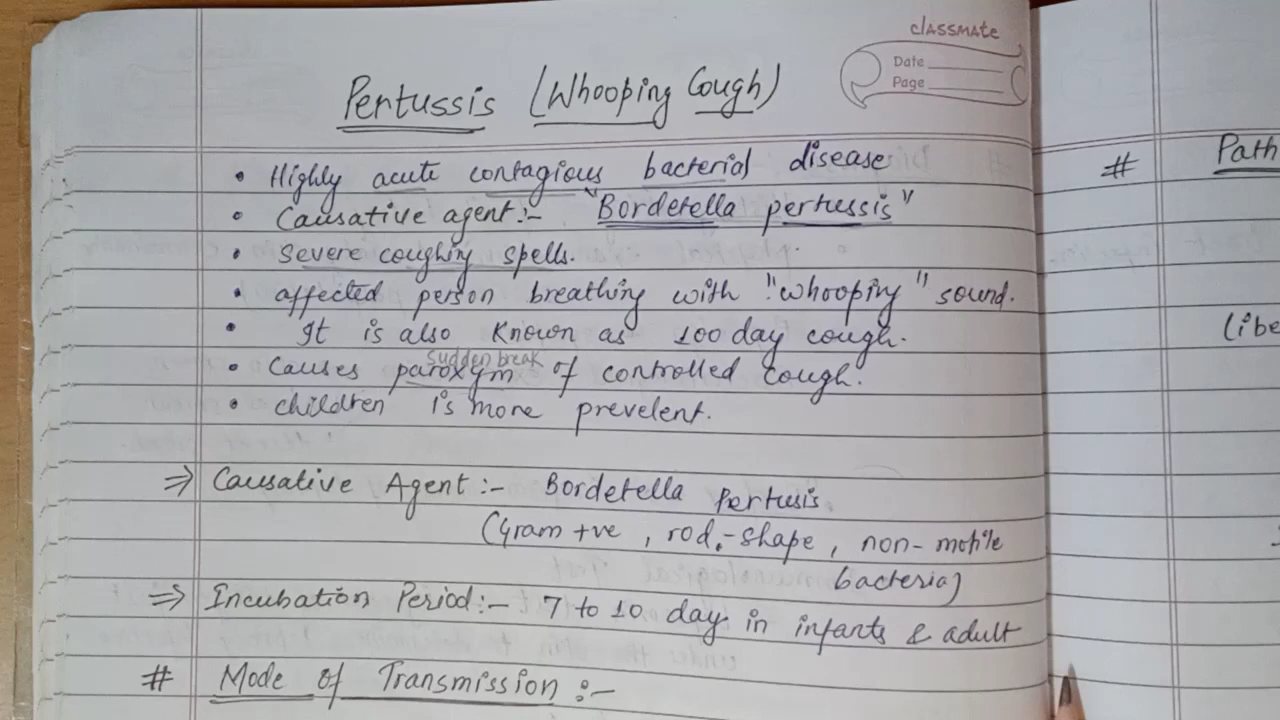 classmate
Date
Page
Pertussis (Whooping Cough)
• Highly acute contagious bacterial disease
• Causative agent:- "Bordetella pertussis"
• Severe coughing spells.
• affected person breathing with "whooping" sound.
• It is also known as 100 day cough.
sudden break
• Causes paroxym of controlled cough.
• children is more prevelent.
⇒ Causative Agent:- Bordetella Pertusis
(Gram +ve, rod-shape, non-motile
bacteria)
⇒ Incubation Period:- 7 to 10 day in infants & adult
# Mode of Transmission:-
# Path
(ibe